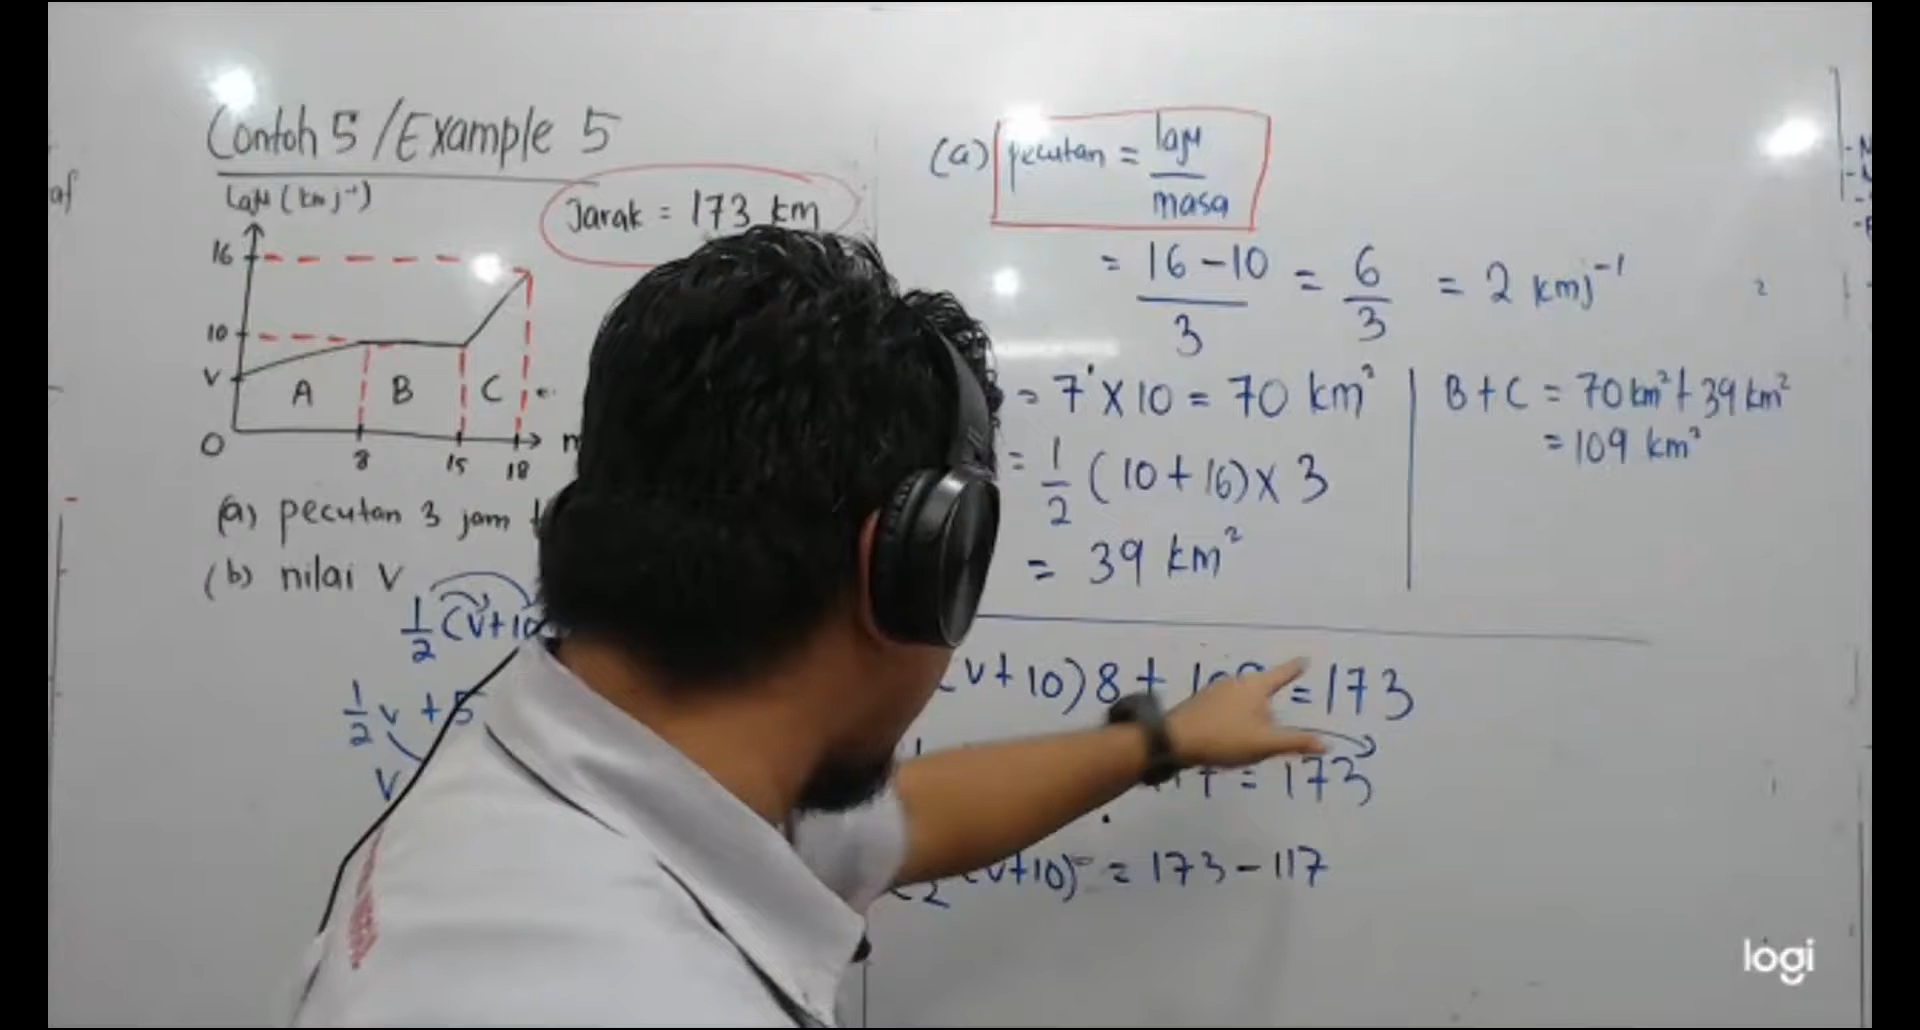 Contoh 5 / Example 5
Laju (km j⁻¹)
Jarak = 173 km
16
10
V
A
B
C
O
8
15
18
(a) pecutan 3 jam
(b) nilai V
1/2 (v+10
1/2 v + 5
V
(a) pecutan = laju / masa
= 16 - 10 / 3 = 6 / 3 = 2 kmj⁻¹
= 7 × 10 = 70 km²
= 1/2 (10 + 16) × 3
= 39 km²
B + C = 70 km² + 39 km²
= 109 km²
(v + 10) 8 + = 173
= 173
2 (v+10) = 173 - 117
logi